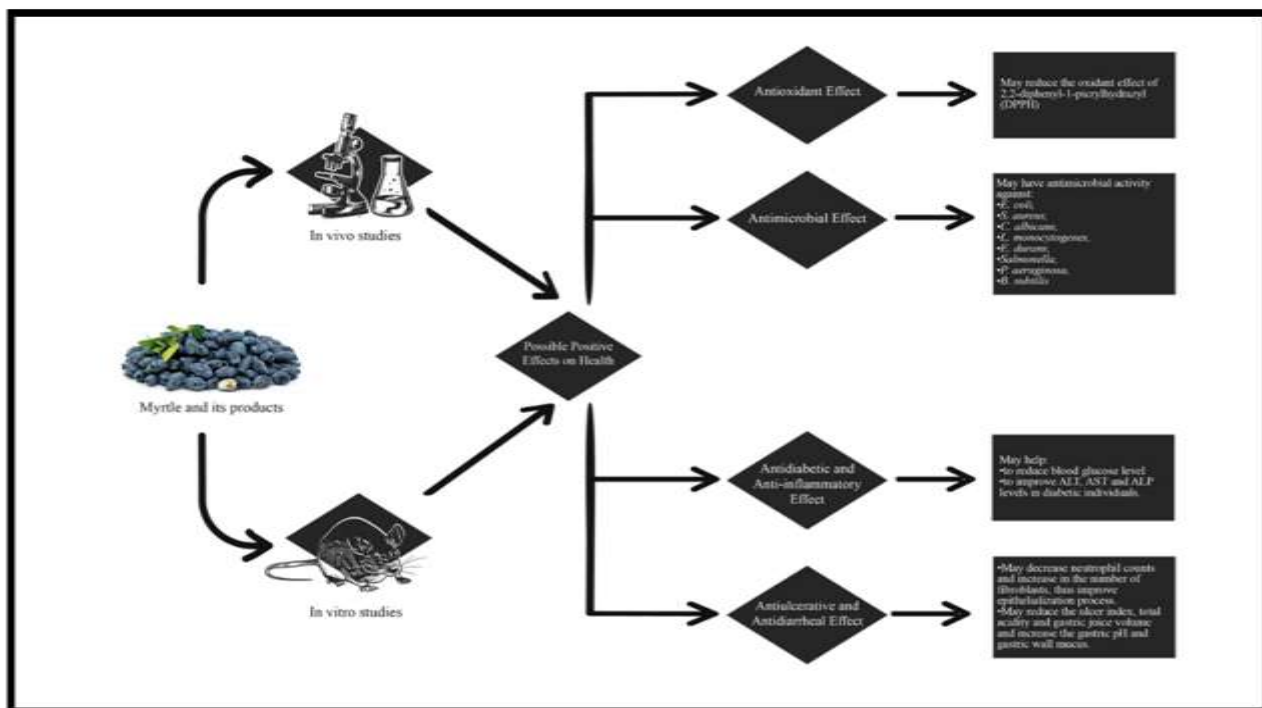 In vivo studies
Myrtle and its products
In vitro studies
Possible Positive
Effects on Health
Antioxidant Effect
May reduce the oxidant effect of
2,2-diphenyl-1-picrylhydrazyl
(DPPH)
Antimicrobial Effect
May have antimicrobial activity
against:
•E. coli,
•S. aureus,
•C. albicans,
•L. monocytogenes,
•E. durans,
•Salmonella,
•P. aeruginosa,
•B. subtilis
Antidiabetic and
Anti-inflammatory
Effect
May help:
•to reduce blood glucose level
•to improve ALT, AST and ALP
levels in diabetic individuals.
Antiulcerative and
Antidiarrheal Effect
•May decrease neutrophil counts
and increase in the number of
fibroblasts, thus improve
epithelialization process.
•May reduce the ulcer index, total
acidity and gastric joice volume
and increase the gastric pH and
gastric wall mucus.